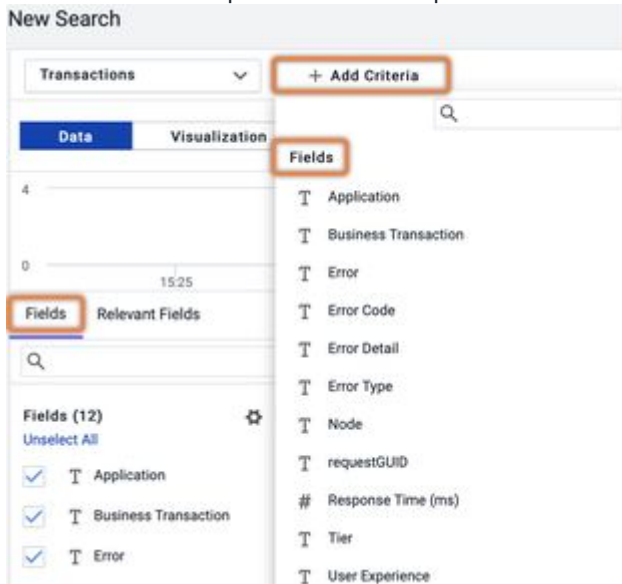 New Search
Transactions
+ Add Criteria
Data
Visualization
Fields
4
0
15:25
T Application
T Business Transaction
T Error
T Error Code
T Error Detail
T Error Type
T Node
T requestGUID
# Response Time (ms)
T Tier
T User Experience
Fields
Relevant Fields
Fields (12)
Unselect All
T Application
T Business Transaction
T Error